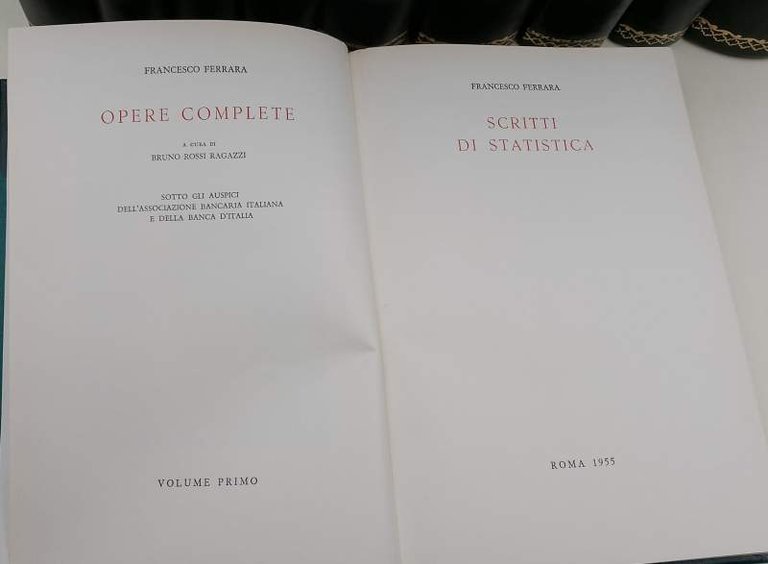 FRANCESCO FERRARA
OPERE COMPLETE
A CURA DI
BRUNO ROSSI RAGAZZI
SOTTO GLI AUSPICI
DELL'ASSOCIAZIONE BANCARIA ITALIANA
E DELLA BANCA D'ITALIA
VOLUME PRIMO
FRANCESCO FERRARA
SCRITTI
DI STATISTICA
ROMA 1955